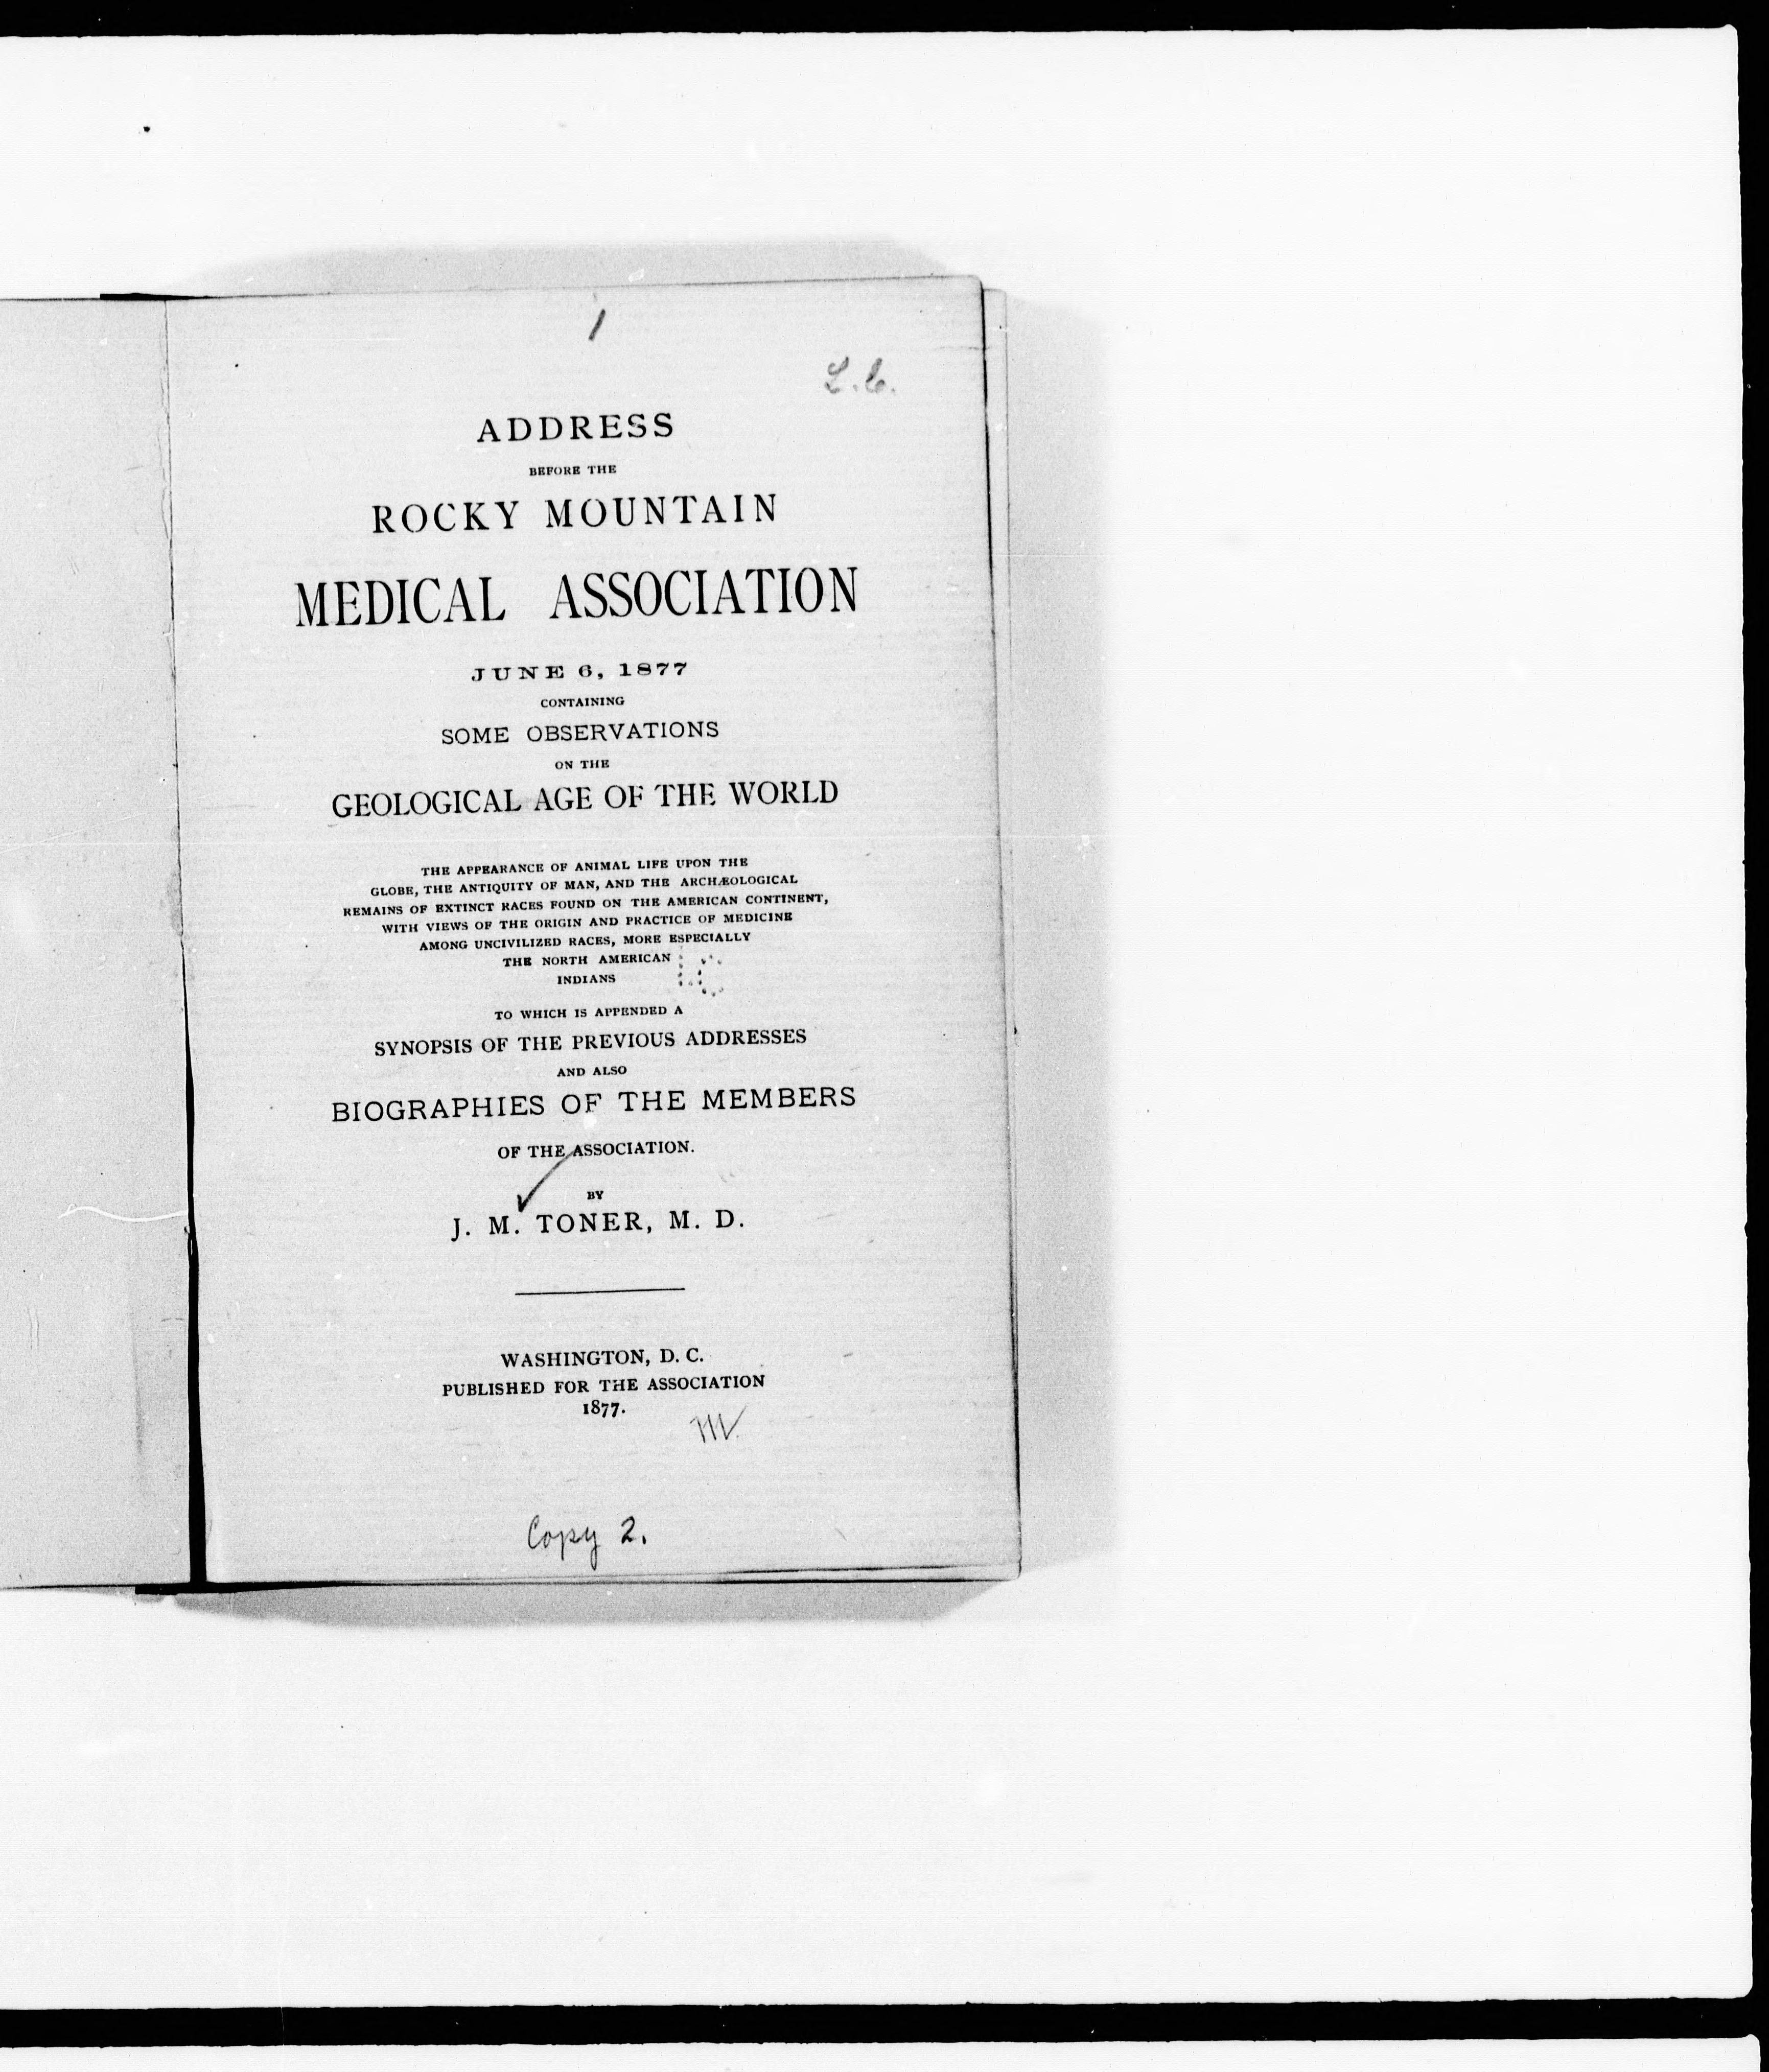 1
L.C.
ADDRESS
BEFORE THE
ROCKY MOUNTAIN
MEDICAL ASSOCIATION
JUNE 6, 1877
CONTAINING
SOME OBSERVATIONS
ON THE
GEOLOGICAL AGE OF THE WORLD
THE APPEARANCE OF ANIMAL LIFE UPON THE
GLOBE, THE ANTIQUITY OF MAN, AND THE ARCHÆOLOGICAL
REMAINS OF EXTINCT RACES FOUND ON THE AMERICAN CONTINENT,
WITH VIEWS OF THE ORIGIN AND PRACTICE OF MEDICINE
AMONG UNCIVILIZED RACES, MORE ESPECIALLY
THE NORTH AMERICAN
INDIANS
TO WHICH IS APPENDED A
SYNOPSIS OF THE PREVIOUS ADDRESSES
AND ALSO
BIOGRAPHIES OF THE MEMBERS
OF THE ASSOCIATION.
BY
J. M. TONER, M. D.
WASHINGTON, D. C.
PUBLISHED FOR THE ASSOCIATION
1877.
Copy 2.